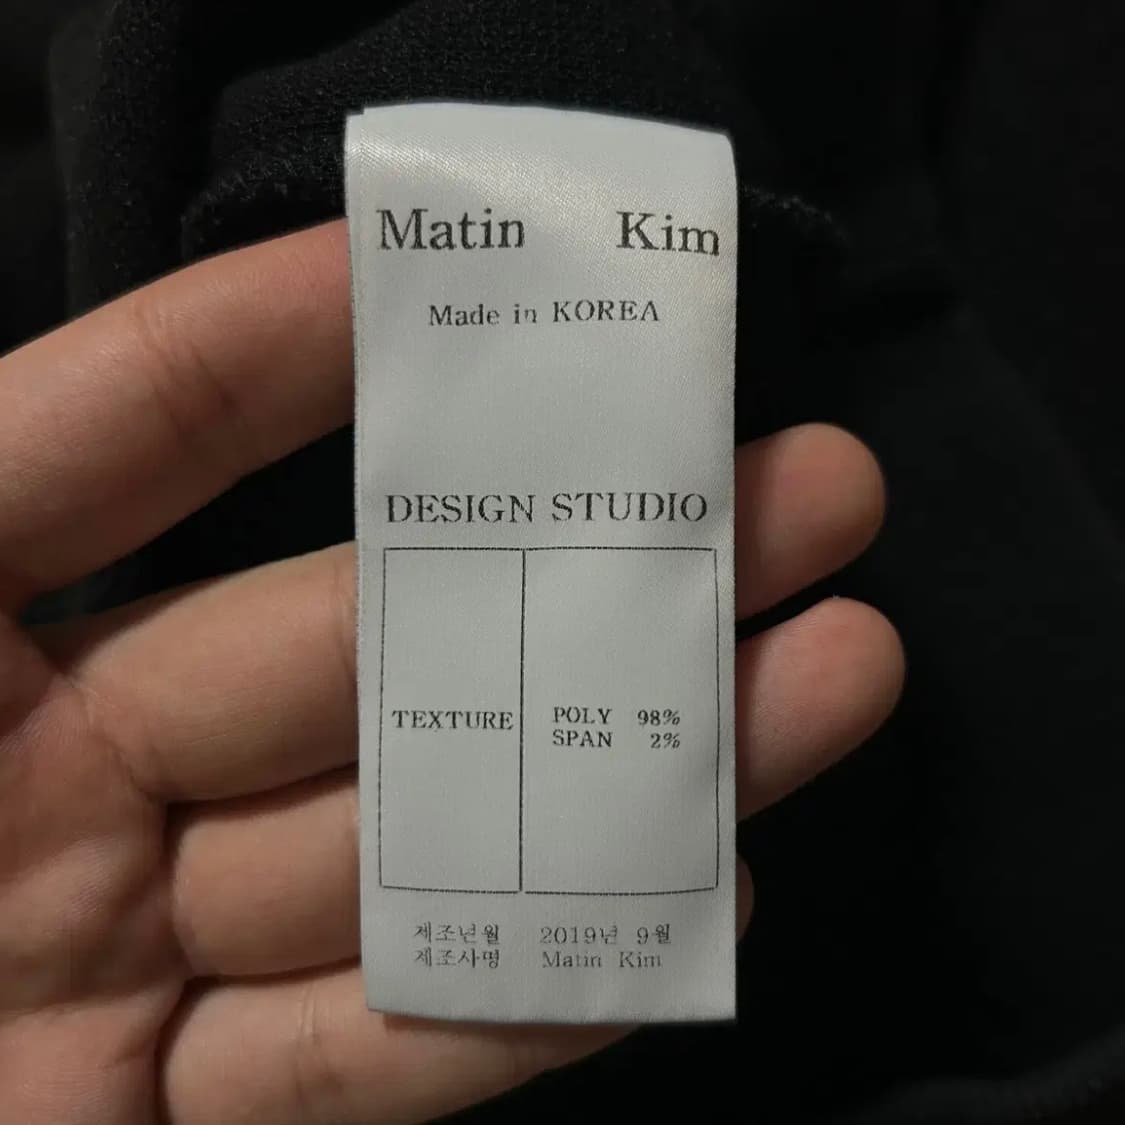 Matin Kim
Made in KOREA
DESIGN STUDIO
TEXTURE
POLY 98%
SPAN 2%
제조년월 2019년 9월
제조사명 Matin Kim